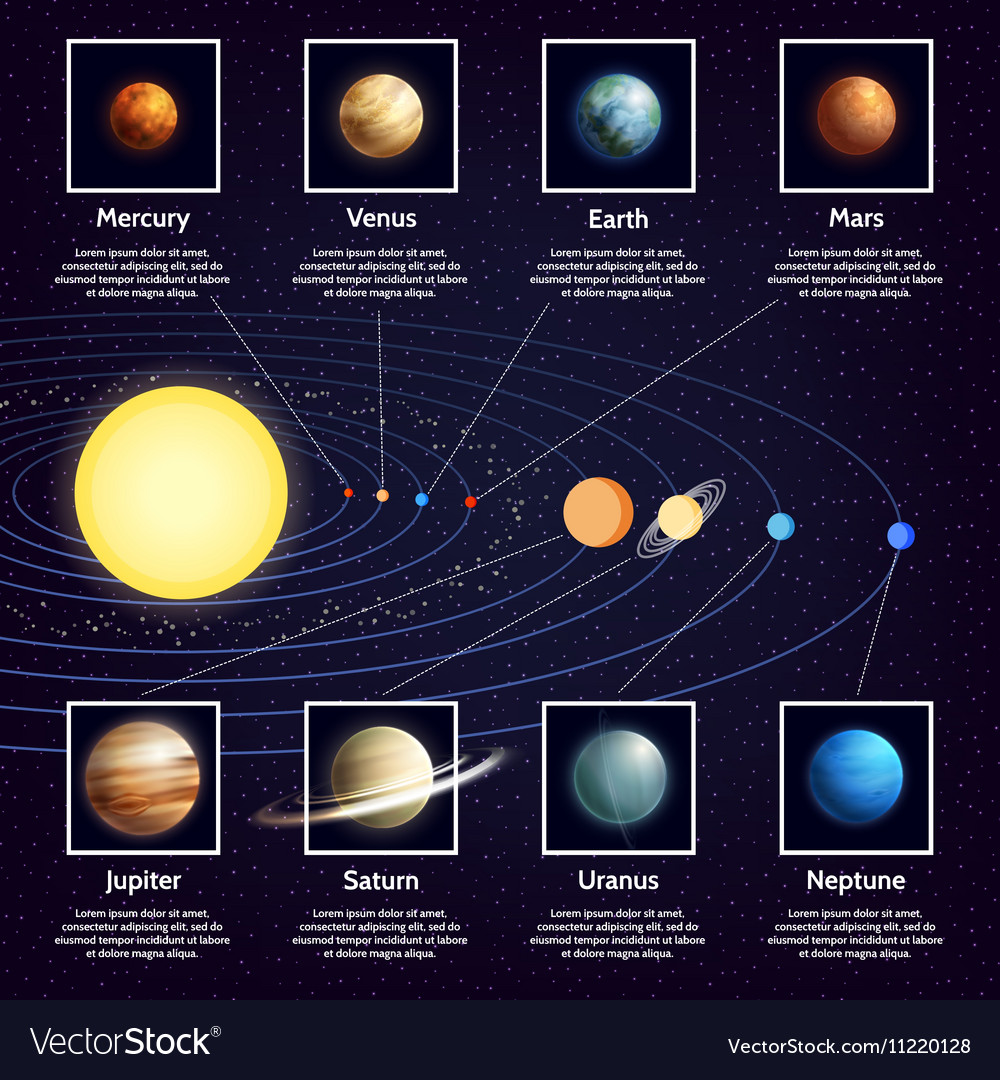 Mercury
Lorem ipsum dolor sit amet,
consectetur adipiscing elit, sed do
eiusmod tempor incididunt ut labore
et dolore magna aliqua.
Venus
Lorem ipsum dolor sit amet,
consectetur adipiscing elit, sed do
eiusmod tempor incididunt ut labore
et dolore magna aliqua.
Earth
Lorem ipsum dolor sit amet,
consectetur adipiscing elit, sed do
eiusmod tempor incididunt ut labore
et dolore magna aliqua.
Mars
Lorem ipsum dolor sit amet,
consectetur adipiscing elit, sed do
eiusmod tempor incididunt ut labore
et dolore magna aliqua.
Jupiter
Lorem ipsum dolor sit amet,
consectetur adipiscing elit, sed do
eiusmod tempor incididunt ut labore
et dolore magna aliqua.
Saturn
Lorem ipsum dolor sit amet,
consectetur adipiscing elit, sed do
eiusmod tempor incididunt ut labore
et dolore magna aliqua.
Uranus
Lorem ipsum dolor sit amet,
consectetur adipiscing elit, sed do
eiusmod tempor incididunt ut labore
et dolore magna aliqua.
Neptune
Lorem ipsum dolor sit amet,
consectetur adipiscing elit, sed do
eiusmod tempor incididunt ut labore
et dolore magna aliqua.
VectorStock®
VectorStock.com/11220128